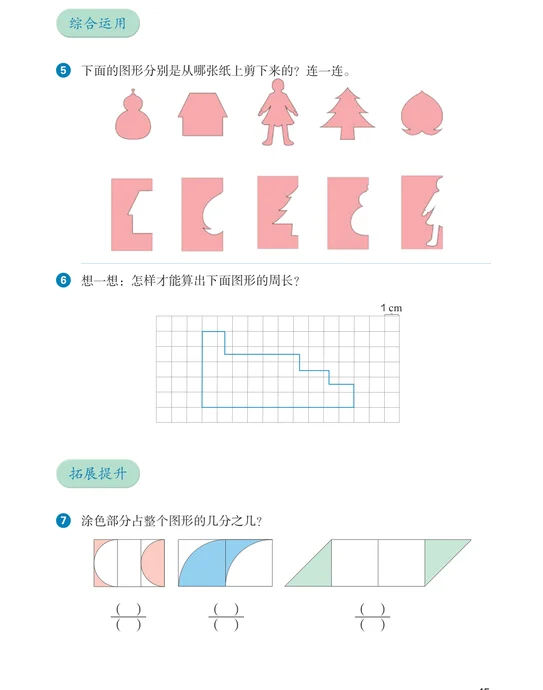 综合运用
5 下面的图形分别是从哪张纸上剪下来的？连一连。
6 想一想：怎样才能算出下面图形的周长？
1 cm
拓展提升
7 涂色部分占整个图形的几分之几？
( ) ( ) ( )
( ) ( ) ( )